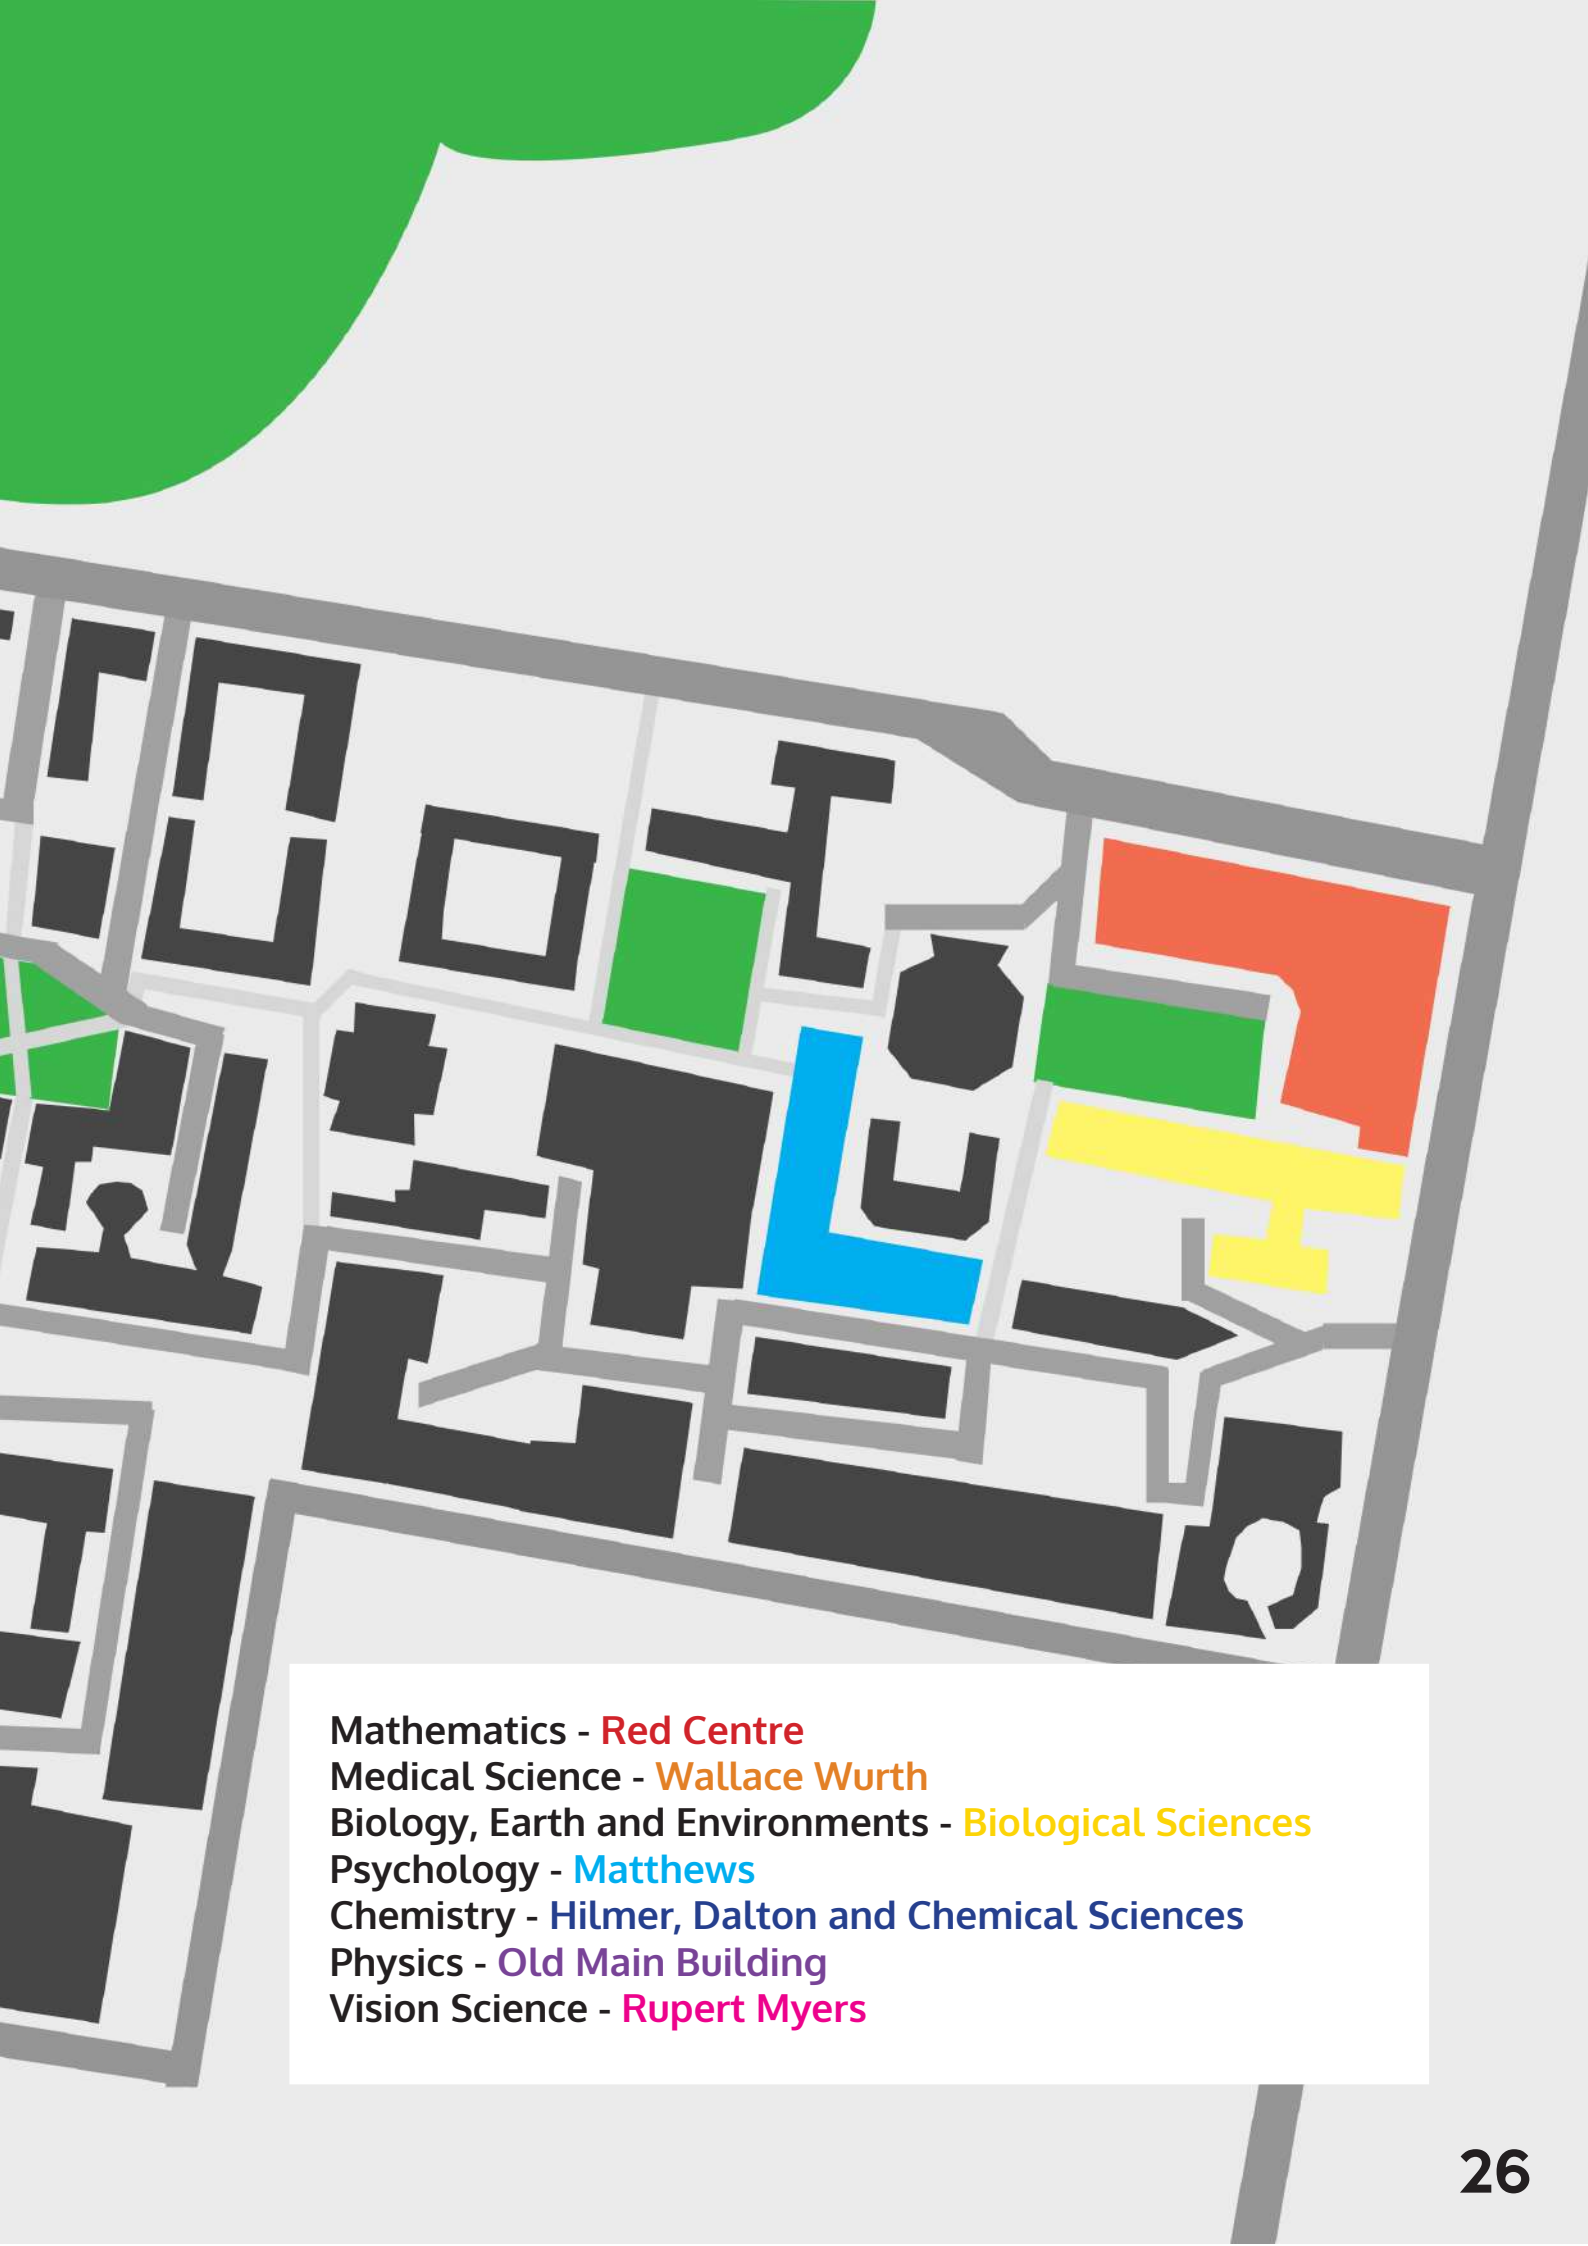 Mathematics - Red Centre
Medical Science - Wallace Wurth
Biology, Earth and Environments - Biological Sciences
Psychology - Matthews
Chemistry - Hilmer, Dalton and Chemical Sciences
Physics - Old Main Building
Vision Science - Rupert Myers
26